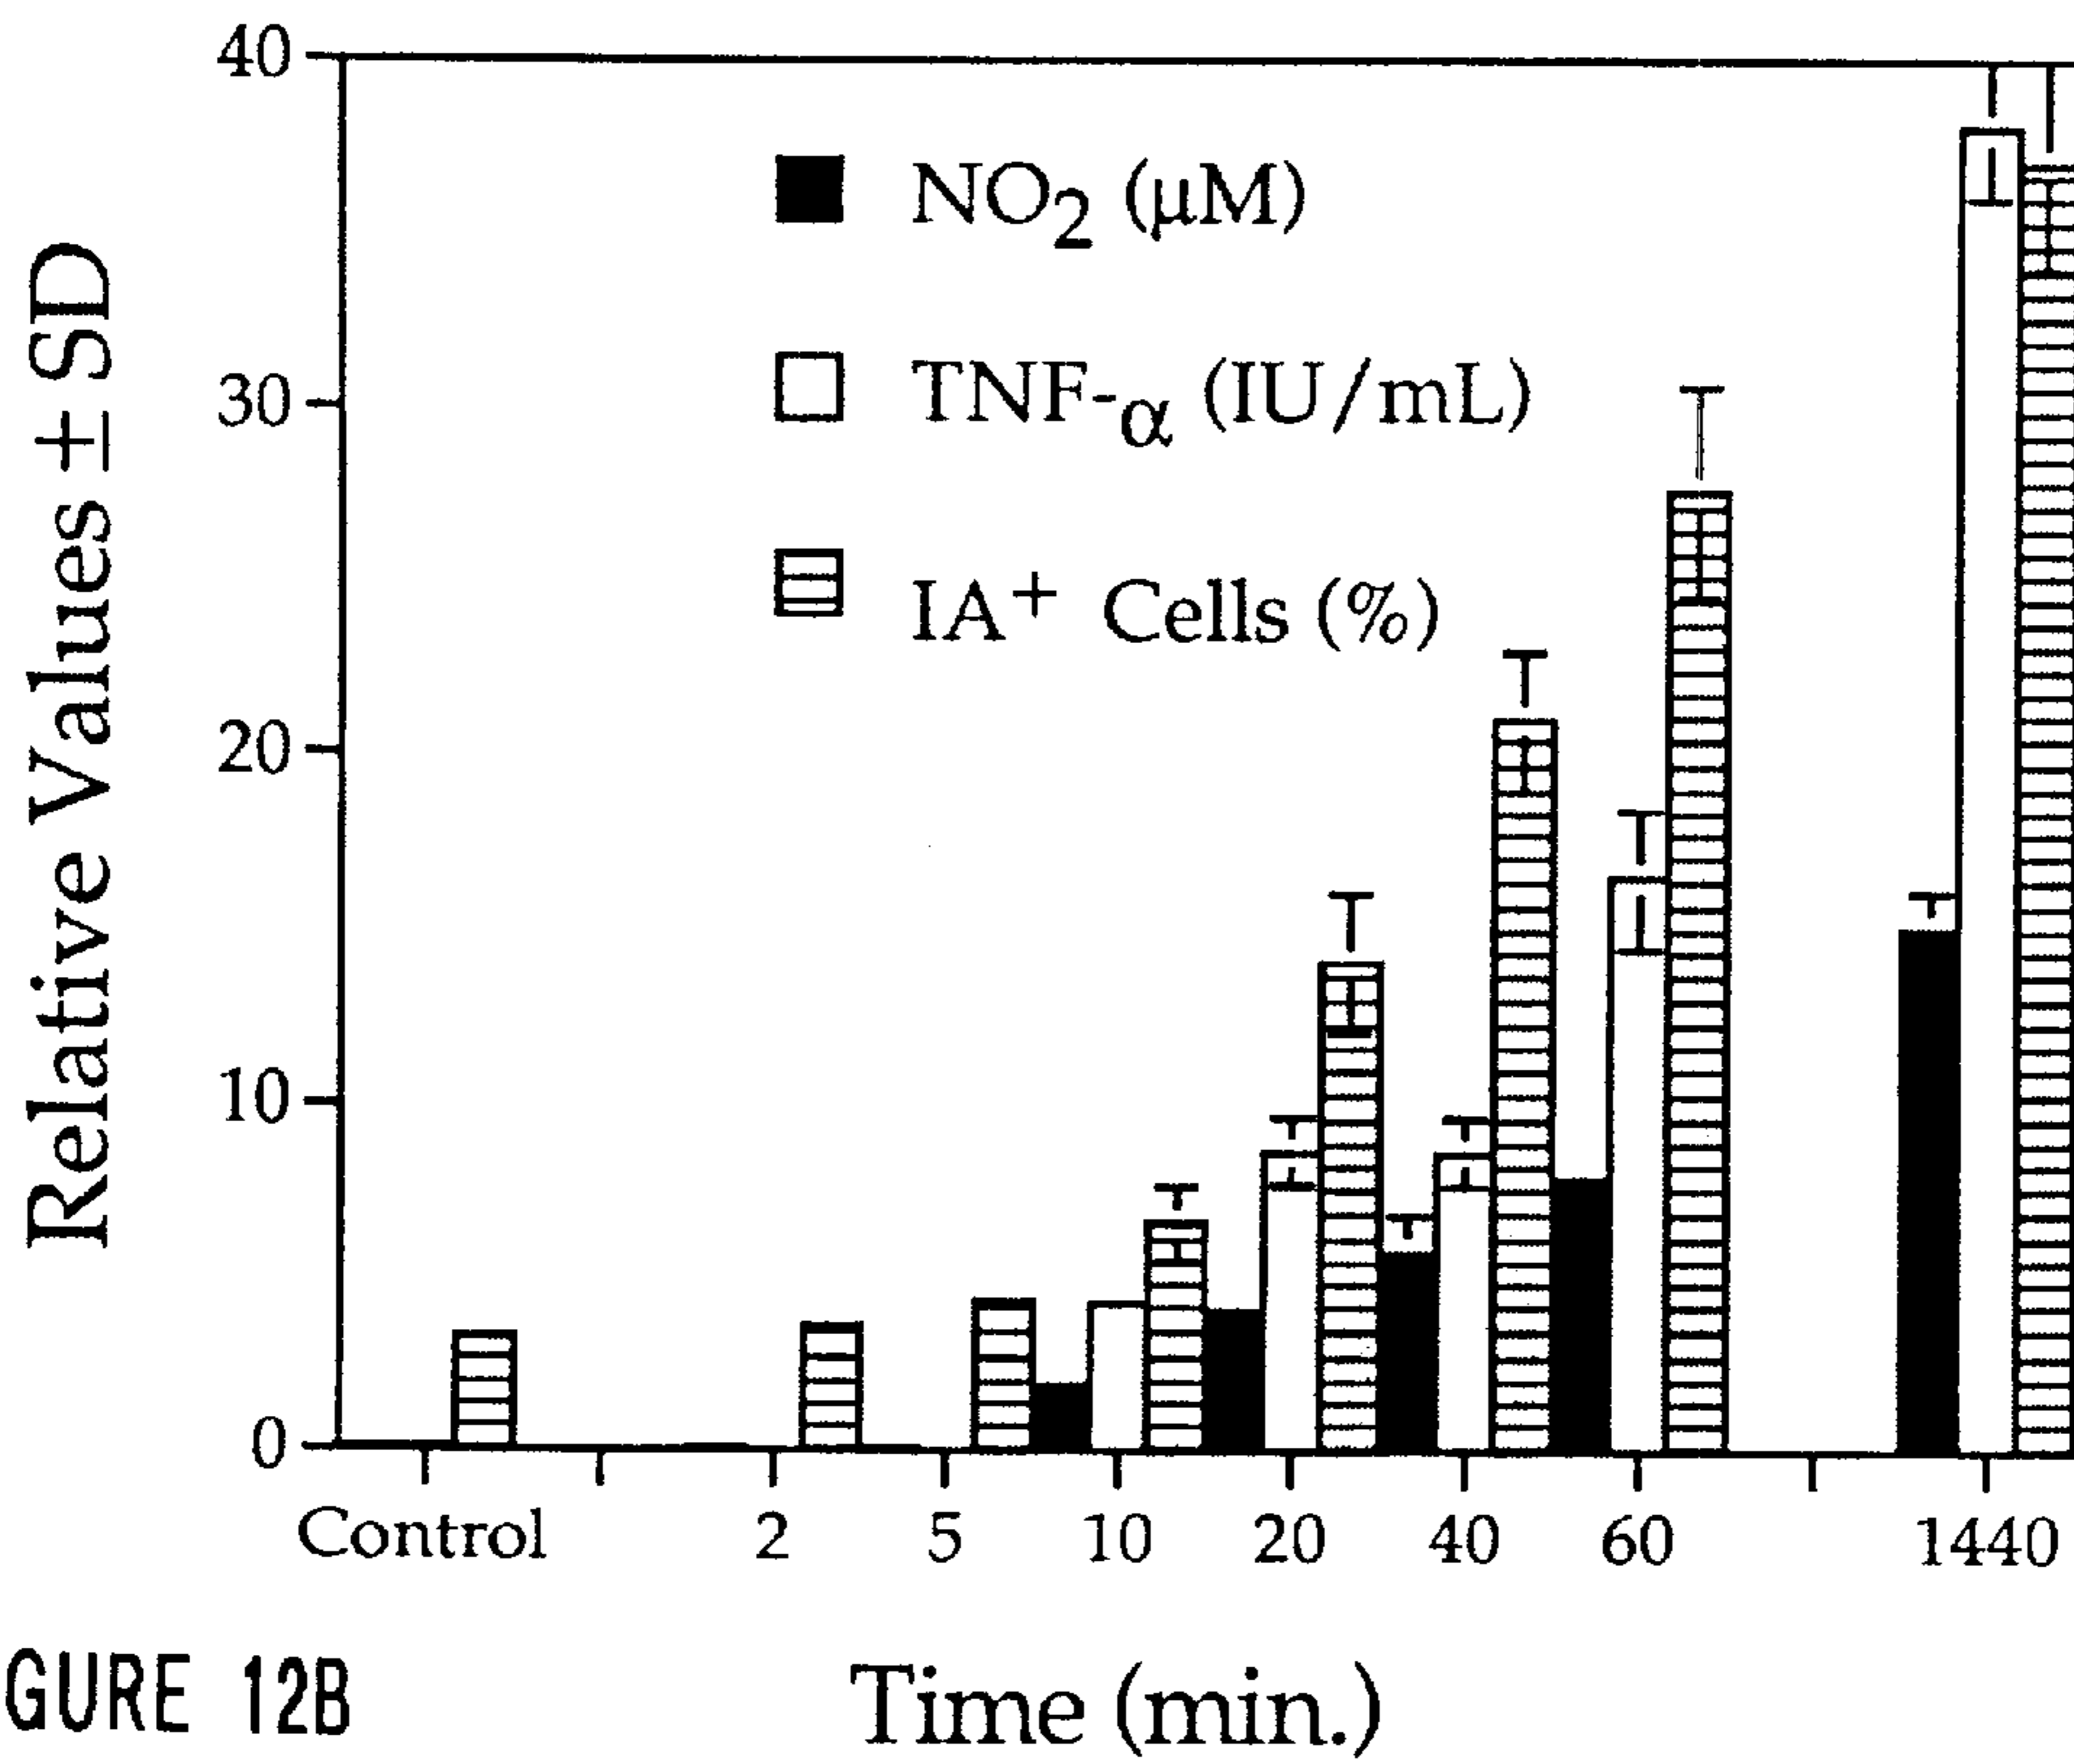 Relative Values ± SD
40
30
20
10
0
NO2 (μM)
TNF-α (IU/mL)
IA+ Cells (%)
Control 2 5 10 20 40 60 1440
Time (min.)
GURE 12B